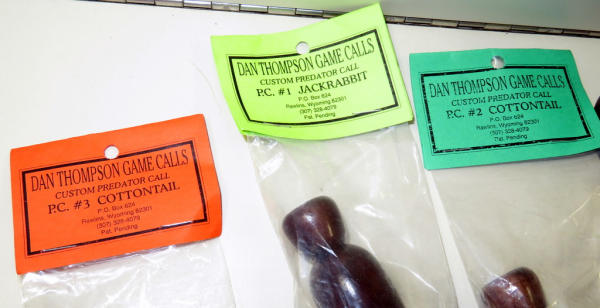 DAN THOMPSON GAME CALLS
CUSTOM PREDATOR CALL
P.C. #3 COTTONTAIL
P.O. Box 624
Rawlins, Wyoming 82301
(307) 328-4079
Pat. Pending
DAN THOMPSON GAME CALLS
CUSTOM PREDATOR CALL
P.C. #1 JACKRABBIT
P.O. Box 624
Rawlins, Wyoming 82301
(307) 328-4079
Pat. Pending
DAN THOMPSON GAME CALLS
CUSTOM PREDATOR CALL
P.C. #2 COTTONTAIL
P.O. Box 624
Rawlins, Wyoming 82301
(307) 328-4079
Pat. Pending